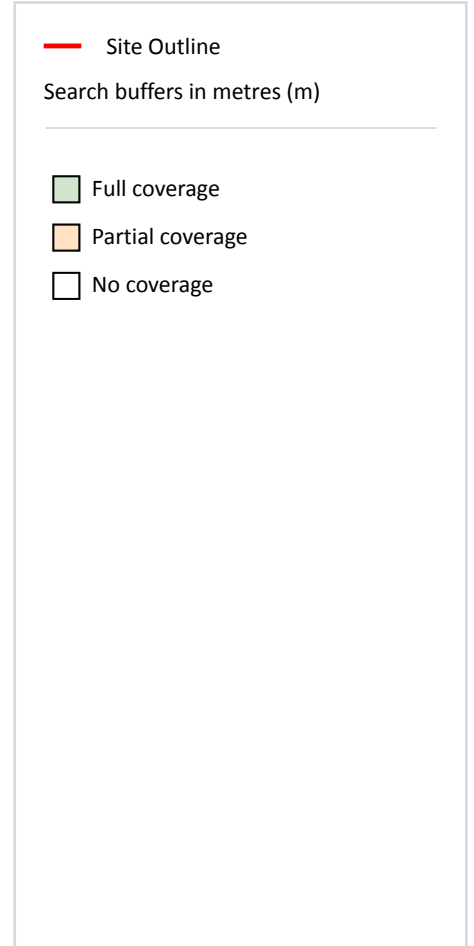 Site Outline
Search buffers in metres (m)
Full coverage
Partial coverage
No coverage